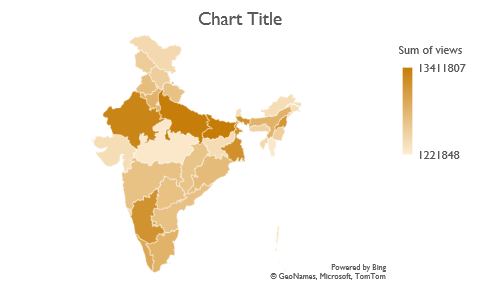 Chart Title
Sum of views
13411807
1221848
Powered by Bing
© GeoNames, Microsoft, TomTom